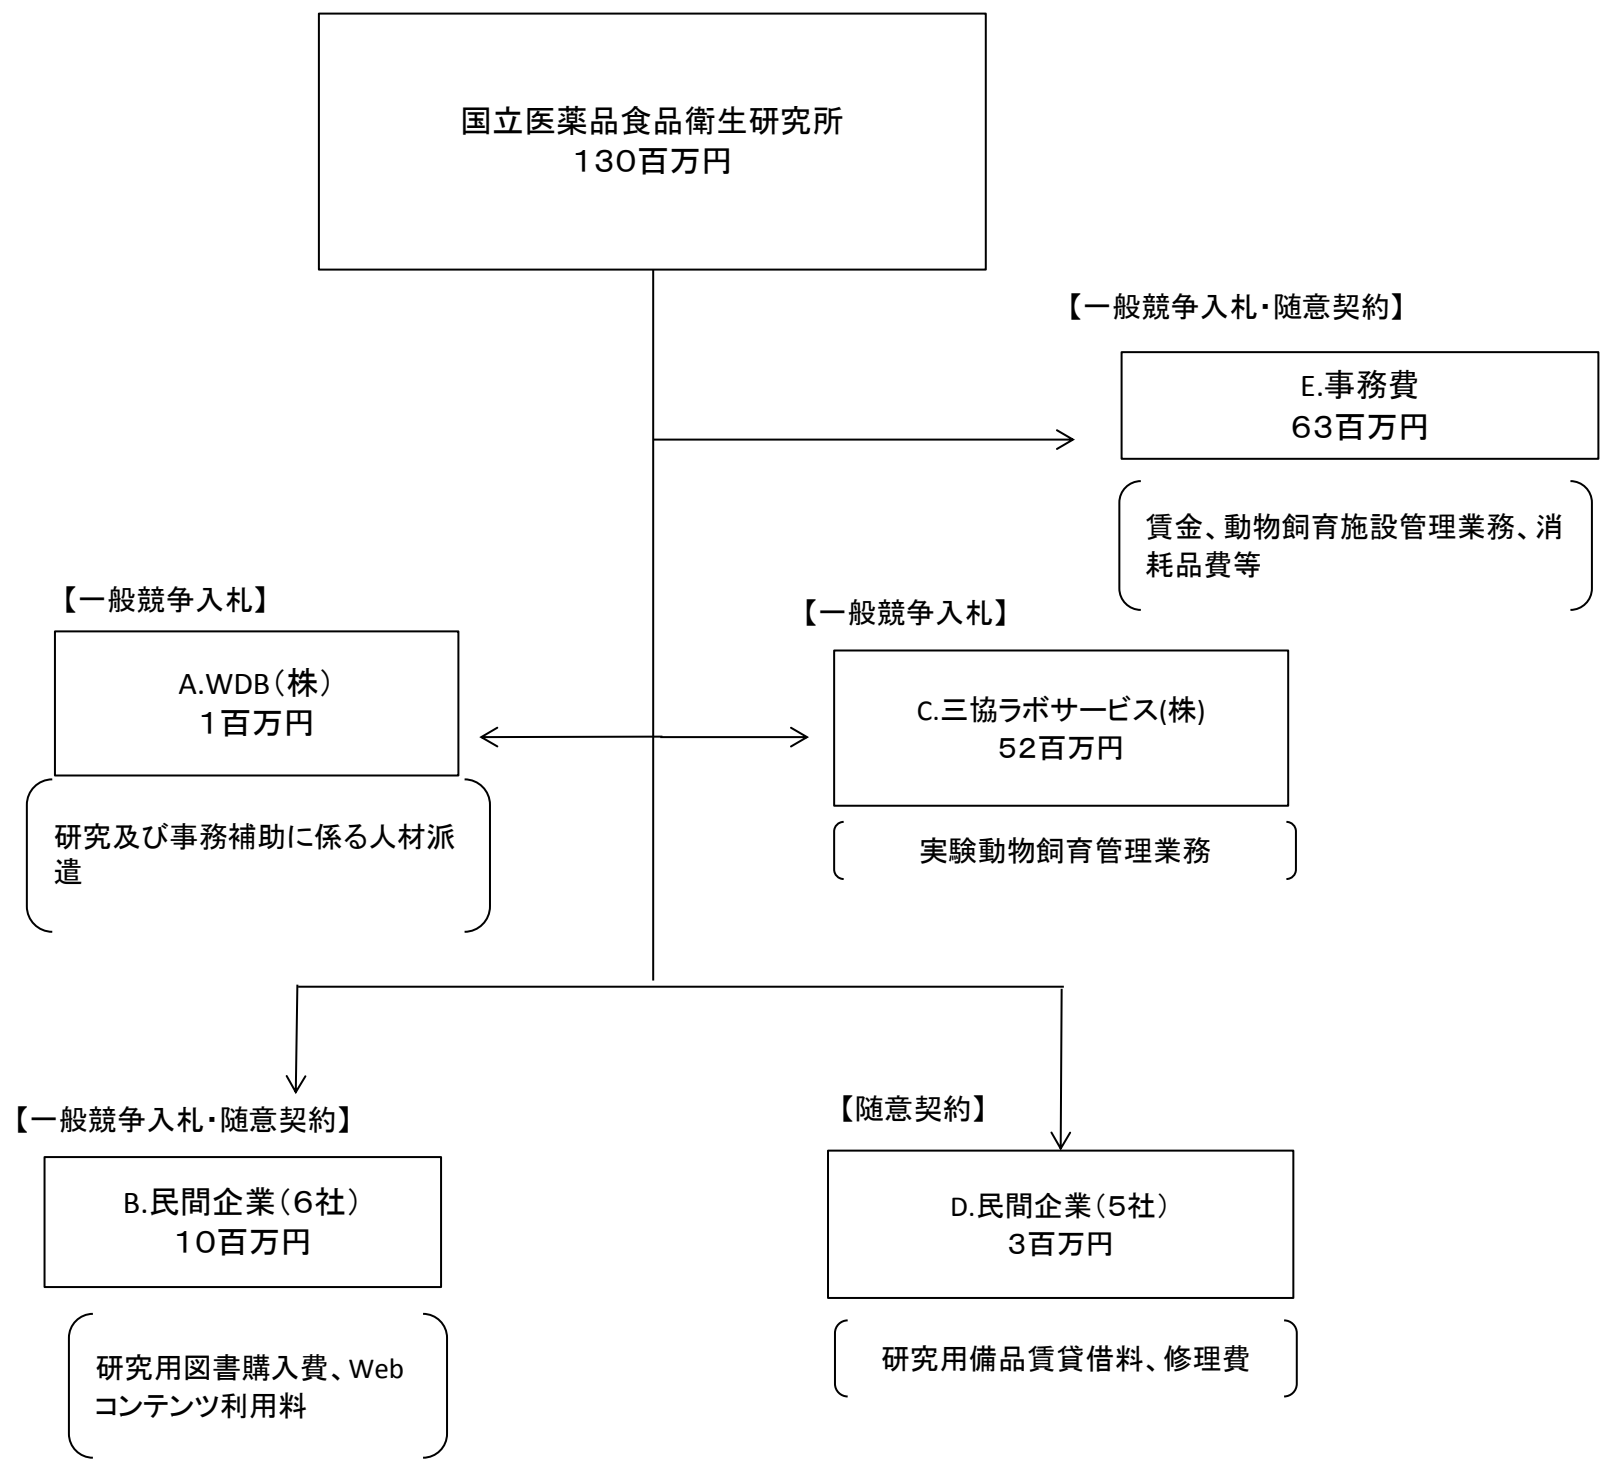 国立医薬品食品衛生研究所
130百万円
【一般競争入札・随意契約】
E.事務費
63百万円
賃金、動物飼育施設管理業務、消
耗品費等
【一般競争入札】
A.WDB（株）
1百万円
研究及び事務補助に係る人材派
遣
【一般競争入札】
C.三協ラボサービス(株)
52百万円
実験動物飼育管理業務
【一般競争入札・随意契約】
B.民間企業（6社）
10百万円
研究用図書購入費、Web
コンテンツ利用料
【随意契約】
D.民間企業（5社）
3百万円
研究用備品賃貸借料、修理費